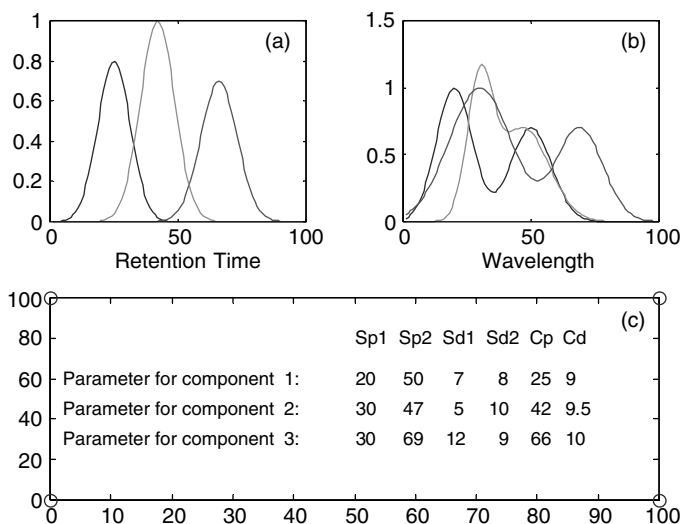 1
0.8
0.6
0.4
0.2
0
(a)
0
50
100
Retention Time
1.5
1
0.5
0
(b)
0
50
100
Wavelength
100
80
60
40
20
0
(c)
Sp1 Sp2 Sd1 Sd2 Cp Cd
Parameter for component 1: 20 50 7 8 25 9
Parameter for component 2: 30 47 5 10 42 9.5
Parameter for component 3: 30 69 12 9 66 10
0 10 20 30 40 50 60 70 80 90 100